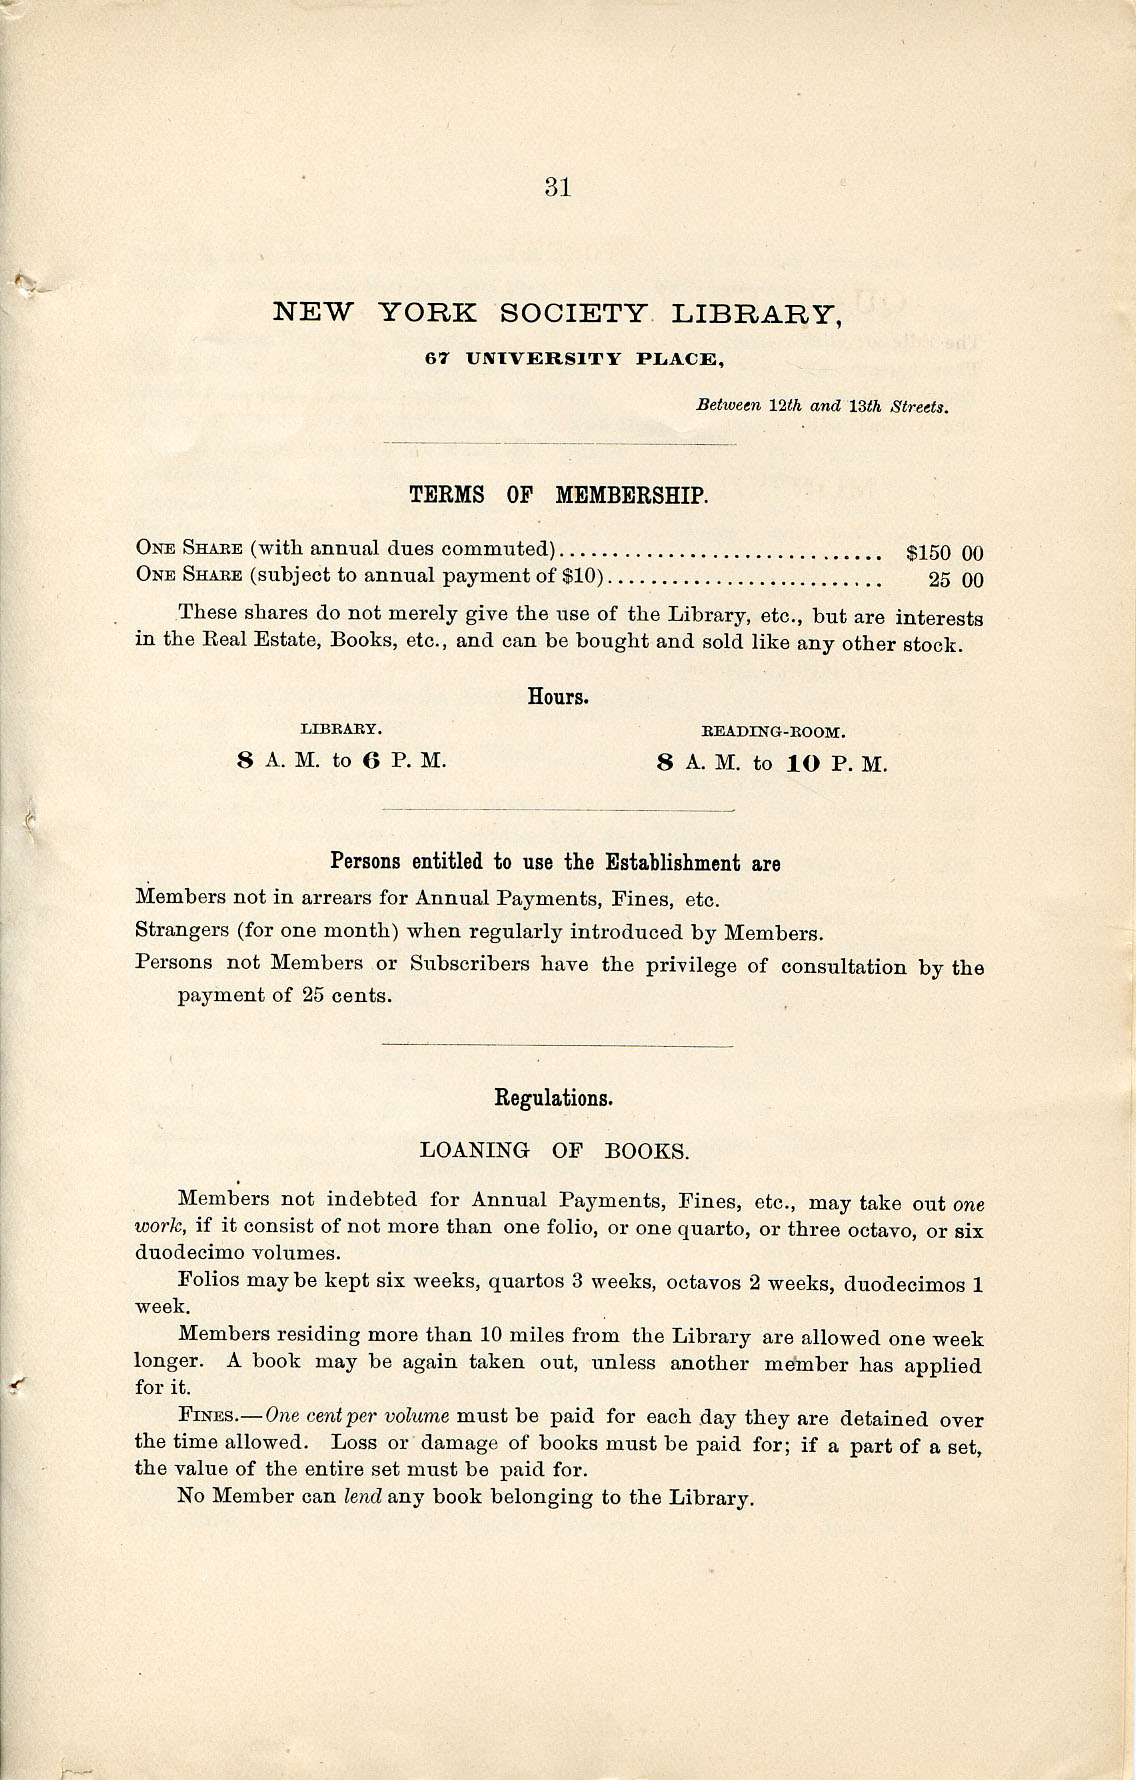 31
NEW YORK SOCIETY LIBRARY,
67 UNIVERSITY PLACE,
Between 12th and 13th Streets.
TERMS OF MEMBERSHIP.
ONE SHARE (with annual dues commuted).............................. $150 00
ONE SHARE (subject to annual payment of $10).......................... 25 00
These shares do not merely give the use of the Library, etc., but are interests
in the Real Estate, Books, etc., and can be bought and sold like any other stock.
Hours.
LIBRARY. READING-ROOM.
8 A. M. to 6 P. M. 8 A. M. to 10 P. M.
Persons entitled to use the Establishment are
Members not in arrears for Annual Payments, Fines, etc.
Strangers (for one month) when regularly introduced by Members.
Persons not Members or Subscribers have the privilege of consultation by the
payment of 25 cents.
Regulations.
LOANING OF BOOKS.
Members not indebted for Annual Payments, Fines, etc., may take out one
work, if it consist of not more than one folio, or one quarto, or three octavo, or six
duodecimo volumes.
Folios may be kept six weeks, quartos 3 weeks, octavos 2 weeks, duodecimos 1
week.
Members residing more than 10 miles from the Library are allowed one week
longer. A book may be again taken out, unless another member has applied
for it.
FINES.—One cent per volume must be paid for each day they are detained over
the time allowed. Loss or damage of books must be paid for; if a part of a set,
the value of the entire set must be paid for.
No Member can lend any book belonging to the Library.